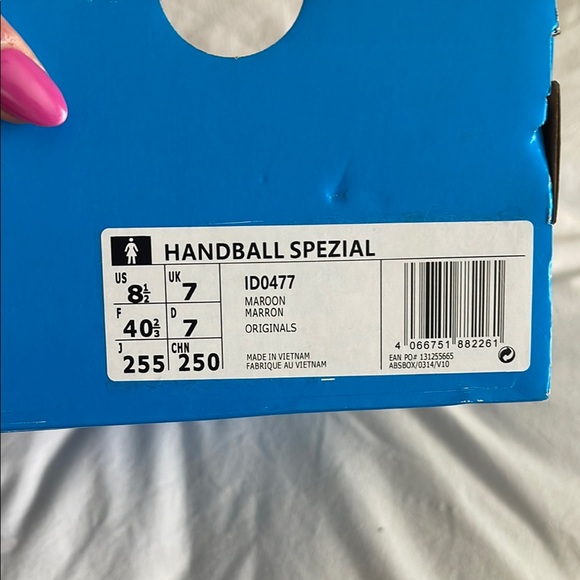 HANDBALL SPEZIAL
US 8½ UK 7
F 40⅔ D 7
J 255 CHN 250
ID0477
MAROON
MARRON
ORIGINALS
MADE IN VIETNAM
FABRIQUE AU VIETNAM
4 066751 882261
EAN PO# 131255665
ABSBOX/0314/V10